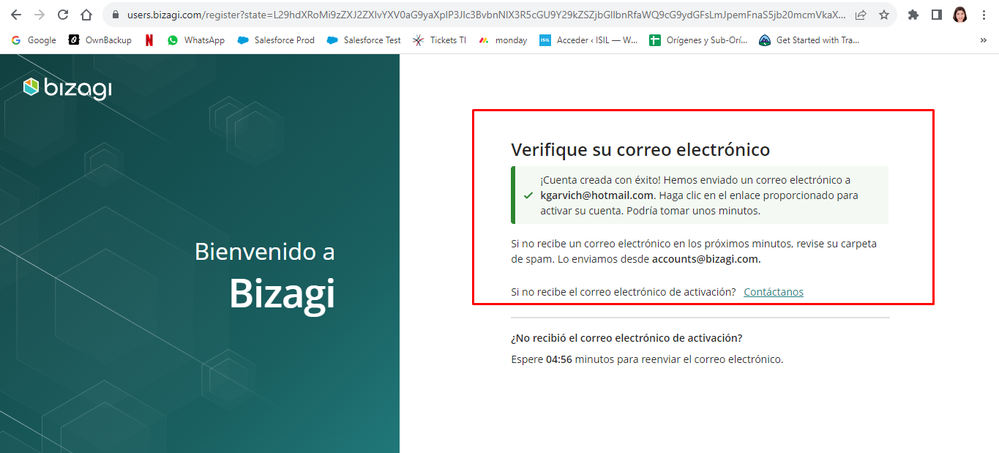 users.bizagi.com/register?state=L29hdXRoMi9zZXJ2ZXIvYXV0aG9yaXplP3Jlc3BvbnNlX3R5cGU9Y29kZSZjbGllbnRfaWQ9cG9ydGFsLmJpemFnaS5jb20mcmVkaX...
Google OwnBackup WhatsApp Salesforce Prod Salesforce Test Tickets TI monday Acceder ‹ ISIL — W... Orígenes y Sub-Orí... Get Started with Tra... »
bizagi
Bienvenido a
Bizagi
Verifique su correo electrónico
¡Cuenta creada con éxito! Hemos enviado un correo electrónico a
kgarvich@hotmail.com. Haga clic en el enlace proporcionado para
activar su cuenta. Podría tomar unos minutos.
Si no recibe un correo electrónico en los próximos minutos, revise su carpeta
de spam. Lo enviamos desde accounts@bizagi.com.
Si no recibe el correo electrónico de activación? Contáctanos
¿No recibió el correo electrónico de activación?
Espere 04:56 minutos para reenviar el correo electrónico.